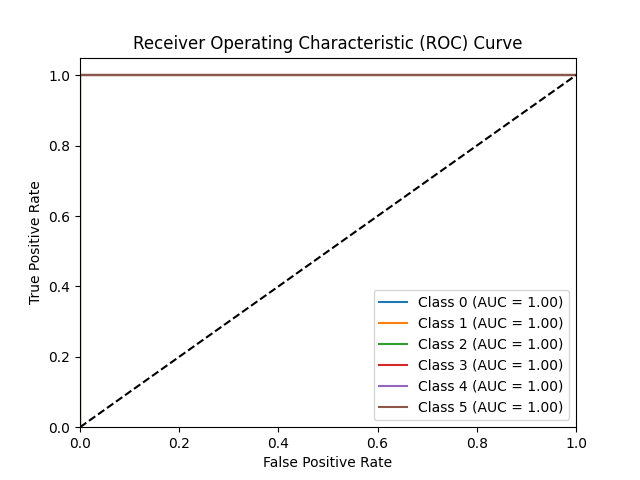 Receiver Operating Characteristic (ROC) Curve
True Positive Rate
1.0
0.8
0.6
0.4
0.2
0.0
Class 0 (AUC = 1.00)
Class 1 (AUC = 1.00)
Class 2 (AUC = 1.00)
Class 3 (AUC = 1.00)
Class 4 (AUC = 1.00)
Class 5 (AUC = 1.00)
0.0 0.2 0.4 0.6 0.8 1.0
False Positive Rate